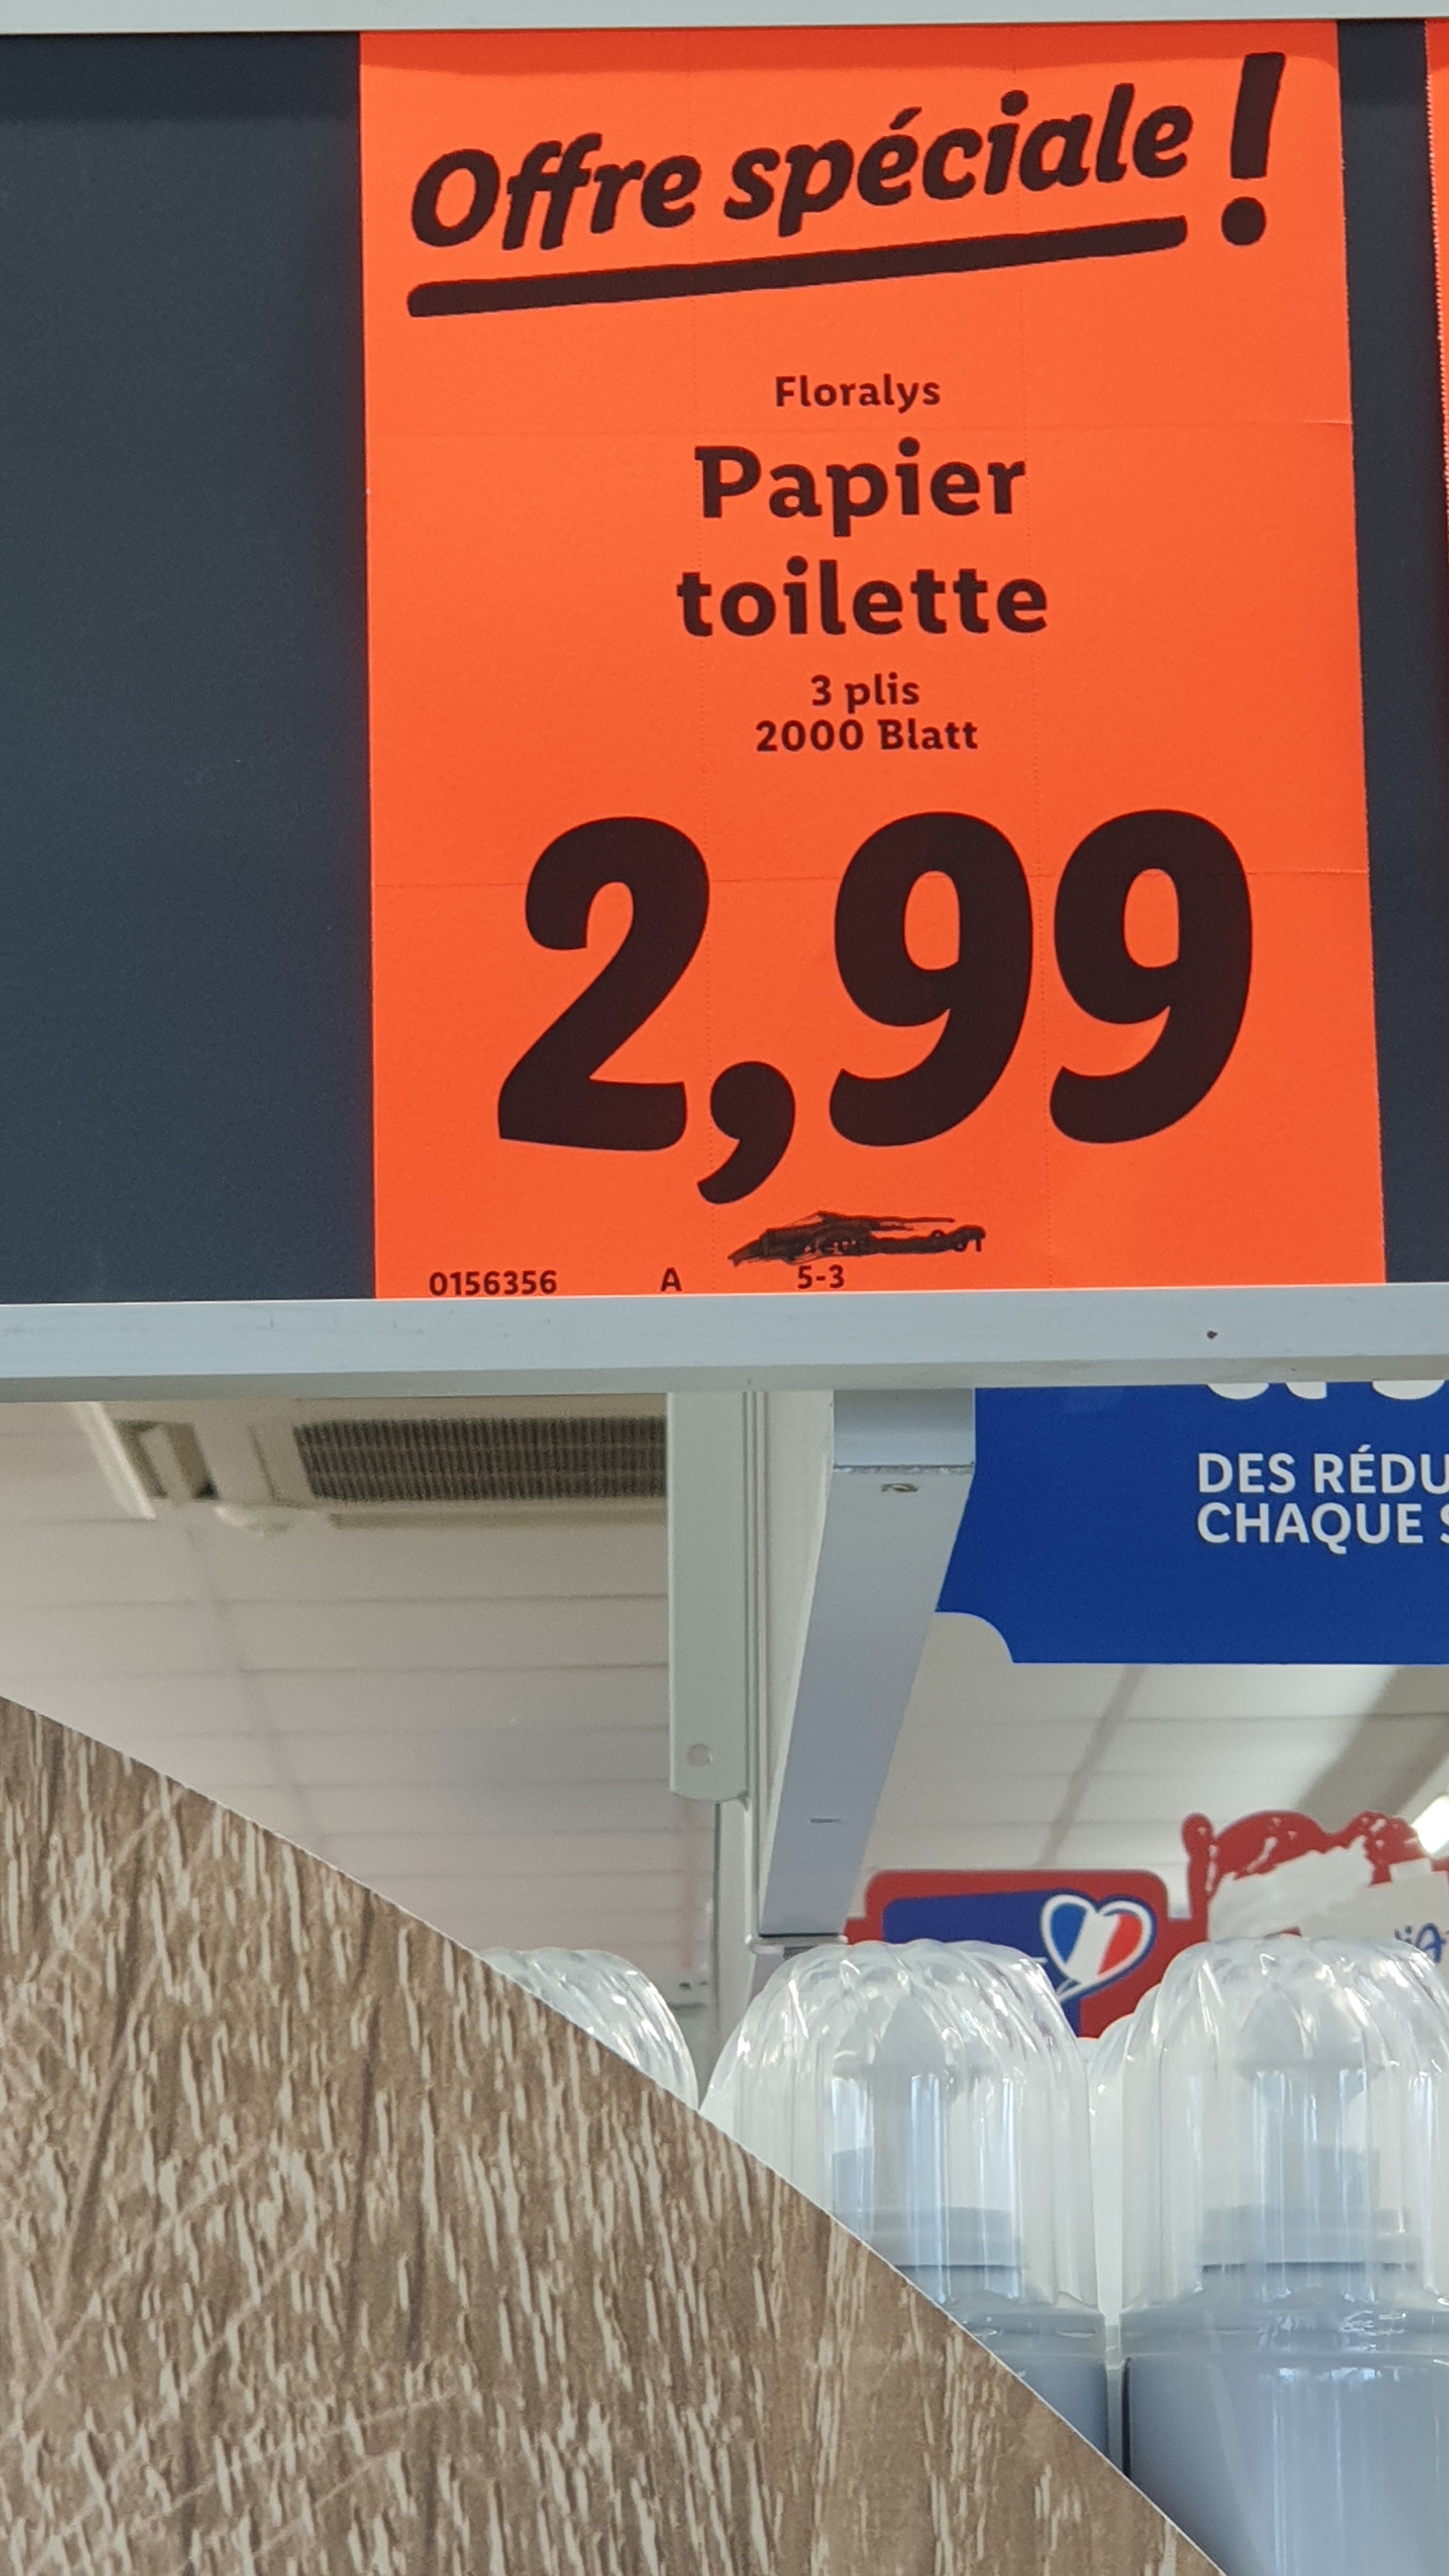 Offre spéciale !
Floralys
Papier
toilette
3 plis
2000 Blatt
2,99
0156356 A 5-3
DES RÉDU
CHAQUE S